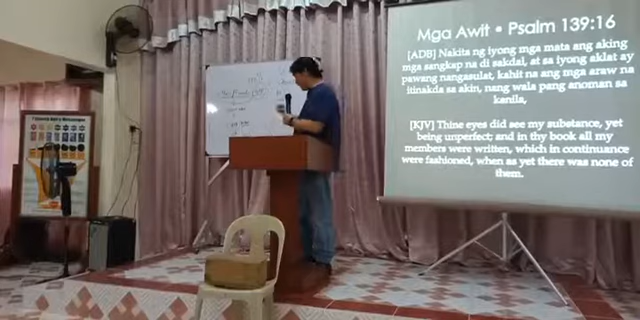 Mga Awit • Psalm 139:16
[ADB] Nakita ng iyong mga mata ang aking
mga sangkap na di sakdal, at sa iyong aklat ay
pawang nangasulat, kahit na ang mga araw na
itinakda sa akin, nang wala pang anoman sa
kanila,
[KJV] Thine eyes did see my substance, yet
being unperfect; and in thy book all my
members were written, which in continuance
were fashioned, when as yet there was none of
them.